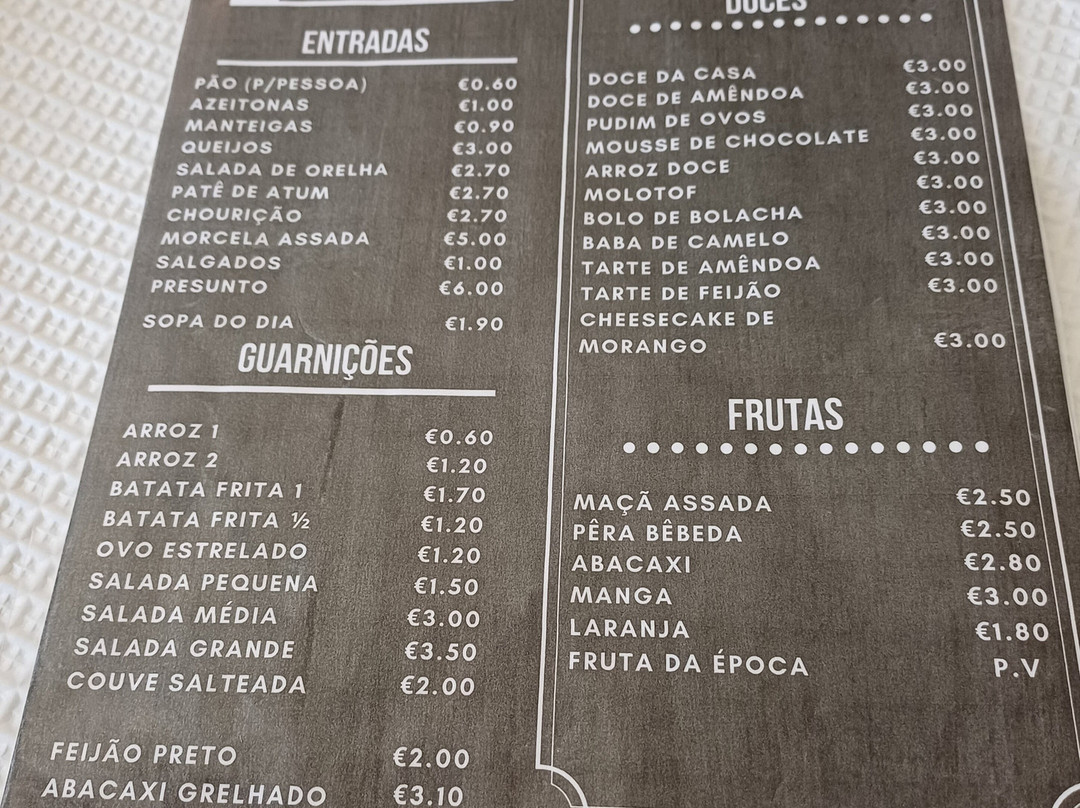 ENTRADAS
PÃO (P/PESSOA) €0.60
AZEITONAS €1.00
MANTEIGAS €0.90
QUEIJOS €3.00
SALADA DE ORELHA €2.70
PATÊ DE ATUM €2.70
CHOURIÇÃO €2.70
MORCELA ASSADA €5.00
SALGADOS €1.00
PRESUNTO €6.00
SOPA DO DIA €1.90
GUARNIÇÕES
ARROZ 1 €0.60
ARROZ 2 €1.20
BATATA FRITA 1 €1.70
BATATA FRITA ½ €1.20
OVO ESTRELADO €1.20
SALADA PEQUENA €1.50
SALADA MÉDIA €3.00
SALADA GRANDE €3.50
COUVE SALTEADA €2.00
FEIJÃO PRETO €2.00
ABACAXI GRELHADO €3.10
DOCES
DOCE DA CASA €3.00
DOCE DE AMÊNDOA €3.00
PUDIM DE OVOS €3.00
MOUSSE DE CHOCOLATE €3.00
ARROZ DOCE €3.00
MOLOTOF €3.00
BOLO DE BOLACHA €3.00
BABA DE CAMELO €3.00
TARTE DE AMÊNDOA €3.00
TARTE DE FEIJÃO €3.00
CHEESECAKE DE
MORANGO €3.00
FRUTAS
MAÇÃ ASSADA €2.50
PÊRA BÊBEDA €2.50
ABACAXI €2.80
MANGA €3.00
LARANJA €1.80
FRUTA DA ÉPOCA P.V